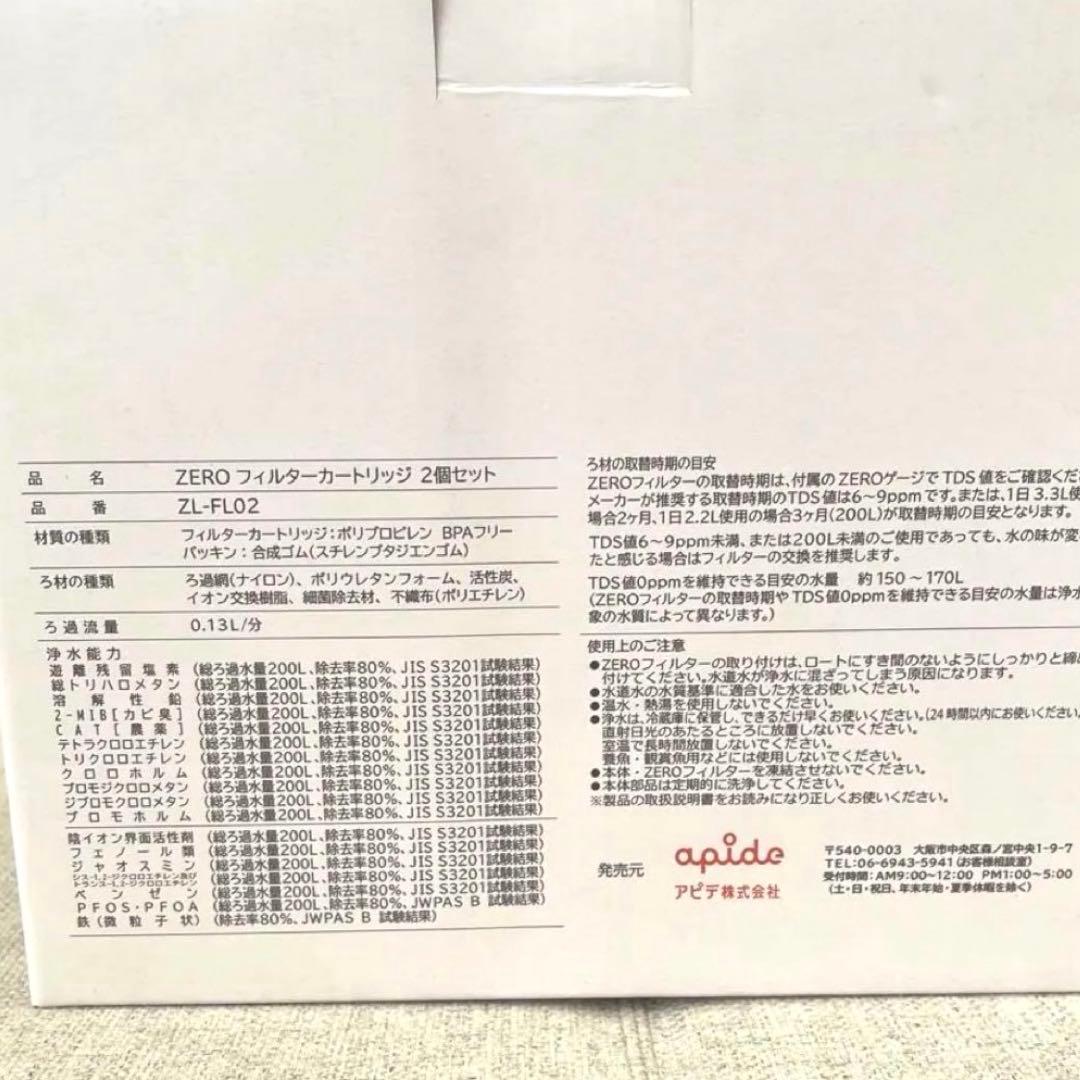 品名 ZERO フィルターカートリッジ 2個セット
品番 ZL-FL02
材質の種類 フィルターカートリッジ:ポリプロピレン BPAフリー
パッキン:合成ゴム(スチレンブタジエンゴム)
ろ材の種類 ろ過網(ナイロン)、ポリウレタンフォーム、活性炭、
イオン交換樹脂、細菌除去材、不織布(ポリエチレン)
ろ過流量 0.13L/分
浄水能力
遊離残留塩素 (総ろ過水量200L、除去率80%、JIS S3201試験結果)
総トリハロメタン (総ろ過水量200L、除去率80%、JIS S3201試験結果)
溶解性鉛 (総ろ過水量200L、除去率80%、JIS S3201試験結果)
2-MIB[カビ臭] (総ろ過水量200L、除去率80%、JIS S3201試験結果)
CAT[農薬] (総ろ過水量200L、除去率80%、JIS S3201試験結果)
テトラクロロエチレン (総ろ過水量200L、除去率80%、JIS S3201試験結果)
トリクロロエチレン (総ろ過水量200L、除去率80%、JIS S3201試験結果)
クロロホルム (総ろ過水量200L、除去率80%、JIS S3201試験結果)
ブロモジクロロメタン (総ろ過水量200L、除去率80%、JIS S3201試験結果)
ジブロモクロロメタン (総ろ過水量200L、除去率80%、JIS S3201試験結果)
ブロモホルム (総ろ過水量200L、除去率80%、JIS S3201試験結果)
陰イオン界面活性剤 (総ろ過水量200L、除去率80%、JIS S3201試験結果)
フェノール類 (総ろ過水量200L、除去率80%、JIS S3201試験結果)
ジャオスミン (総ろ過水量200L、除去率80%、JIS S3201試験結果)
シス-1,2-ジクロロエチレン及び
トランス-1,2-ジクロロエチレン (総ろ過水量200L、除去率80%、JIS S3201試験結果)
ベンゼン (総ろ過水量200L、除去率80%、JIS S3201試験結果)
PFOS・PFOA (総ろ過水量200L、除去率80%、JWPAS B 試験結果)
鉄(微粒子状) (除去率80%、JWPAS B 試験結果)
ろ材の取替時期の目安
ZEROフィルターの取替時期は、付属のZEROゲージでTDS値をご確認くだ
メーカーが推奨する取替時期のTDS値は6~9ppmです。または、1日3.3L使
場合2ヶ月、1日2.2L使用の場合3ヶ月(200L)が取替時期の目安となります。
TDS値6~9ppm未満、または200L未満のご使用であっても、水の味が変
たと感じる場合はフィルターの交換を推奨します。
TDS値0ppmを維持できる目安の水量 約150~170L
(ZEROフィルターの取替時期やTDS値0ppmを維持できる目安の水量は浄水
象の水質によって異なります。)
使用上のご注意
●ZEROフィルターの取り付けは、ロートにすき間のないようにしっかりと締
付けてください。水道水が浄水に混ざってしまう原因になります。
●水道水の水質基準に適合した水をお使いください。
●温水・熱湯を使用しないでください。
●浄水は、冷蔵庫に保管し、できるだけ早くお使いください。(24時間以内にお使いください。
直射日光のあたるところに放置しないでください。
室温で長時間放置しないでください。
養魚・観賞魚用などには使用しないでください。
●本体・ZEROフィルターを凍結させないでください。
●本体部品は定期的に洗浄してください。
※製品の取扱説明書をお読みになり正しくお使いください。
発売元 apide
アピデ株式会社
〒540-0003 大阪市中央区森ノ宮中央1-9-7
TEL:06-6943-5941(お客様相談室)
受付時間:AM9:00~12:00 PM1:00~5:00
(土・日・祝日、年末年始・夏季休暇を除く)